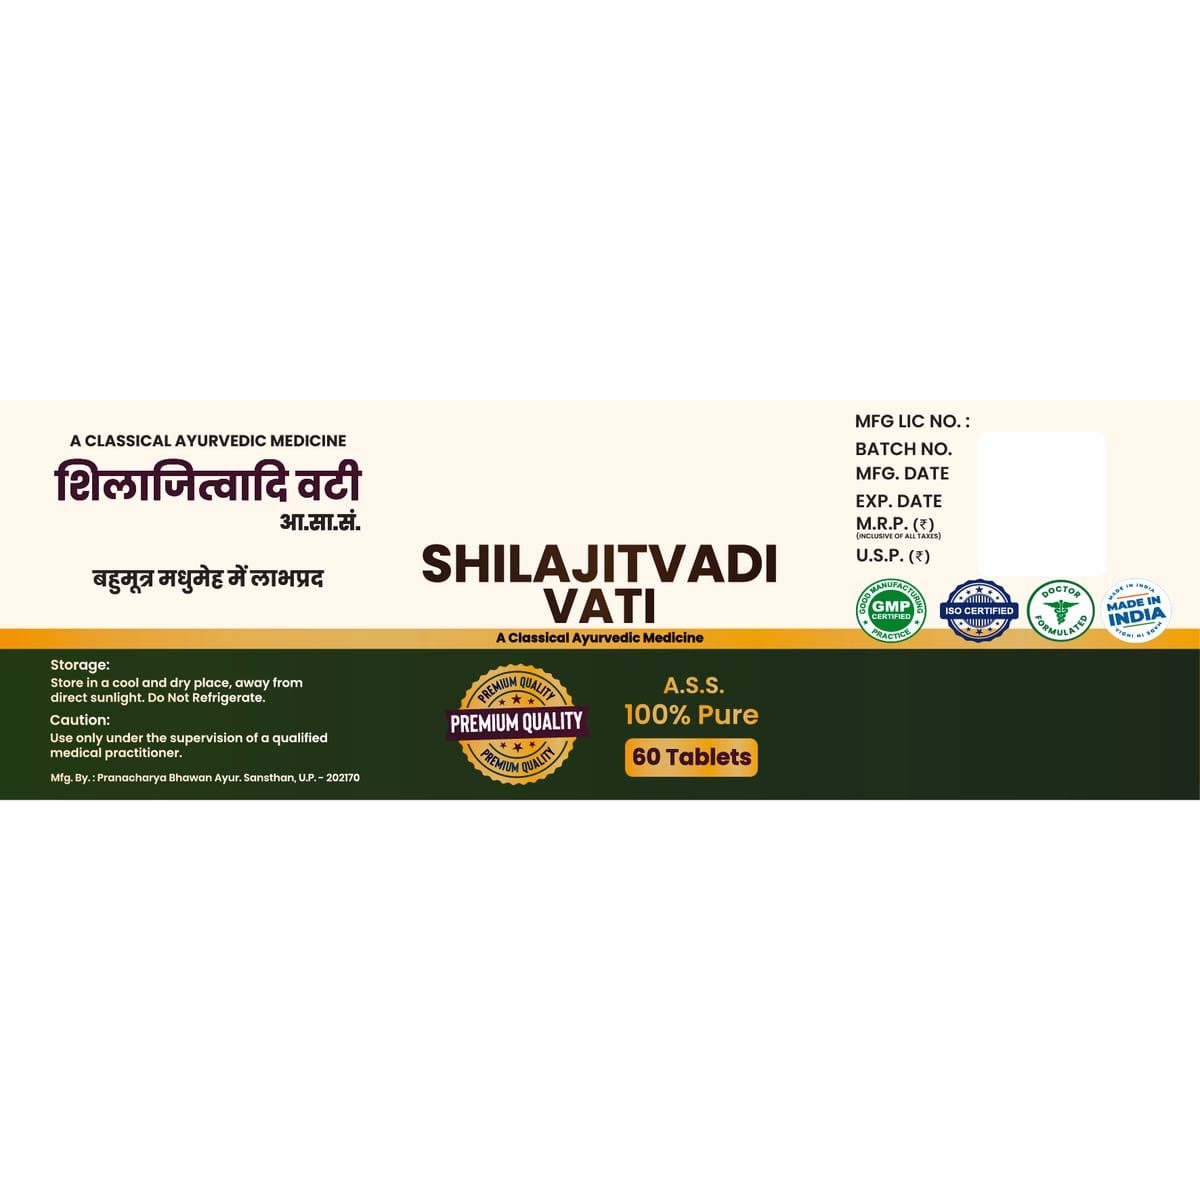 A CLASSICAL AYURVEDIC MEDICINE
शिलाजित्वादि वटी
आ.सा.सं.
बहुमूत्र मधुमेह में लाभप्रद
Storage:
Store in a cool and dry place, away from
direct sunlight. Do Not Refrigerate.
Caution:
Use only under the supervision of a qualified
medical practitioner.
Mfg. By. : Pranacharya Bhawan Ayur. Sansthan, U.P. - 202170
SHILAJITVADI
VATI
A Classical Ayurvedic Medicine
PREMIUM QUALITY
PREMIUM QUALITY
PREMIUM QUALITY
A.S.S.
100% Pure
60 Tablets
MFG LIC NO. :
BATCH NO.
MFG. DATE
EXP. DATE
M.R.P. (₹)
(INCLUSIVE OF ALL TAXES)
U.S.P. (₹)
GOOD MANUFACTURING
GMP
CERTIFIED
PRACTICE
ISO CERTIFIED
DOCTOR
FORMULATED
MADE IN INDIA
MADE IN
INDIA
MADE IN INDIA